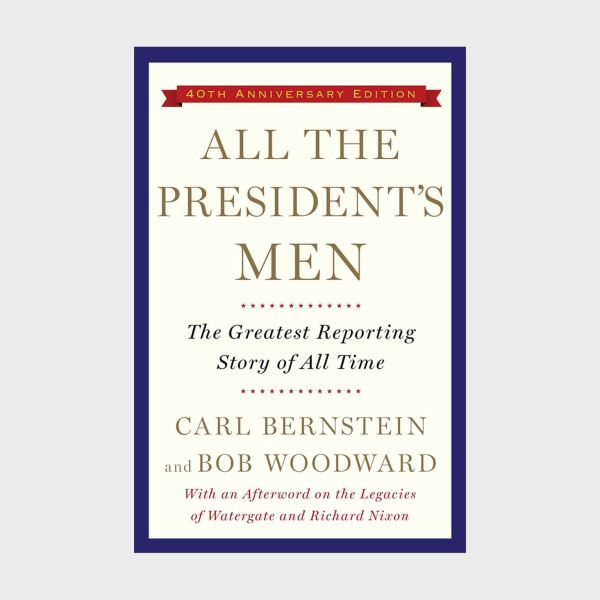 40TH ANNIVERSARY EDITION
ALL THE
PRESIDENT'S
MEN
The Greatest Reporting
Story of All Time
CARL BERNSTEIN
and BOB WOODWARD
With an Afterword on the Legacies
of Watergate and Richard Nixon